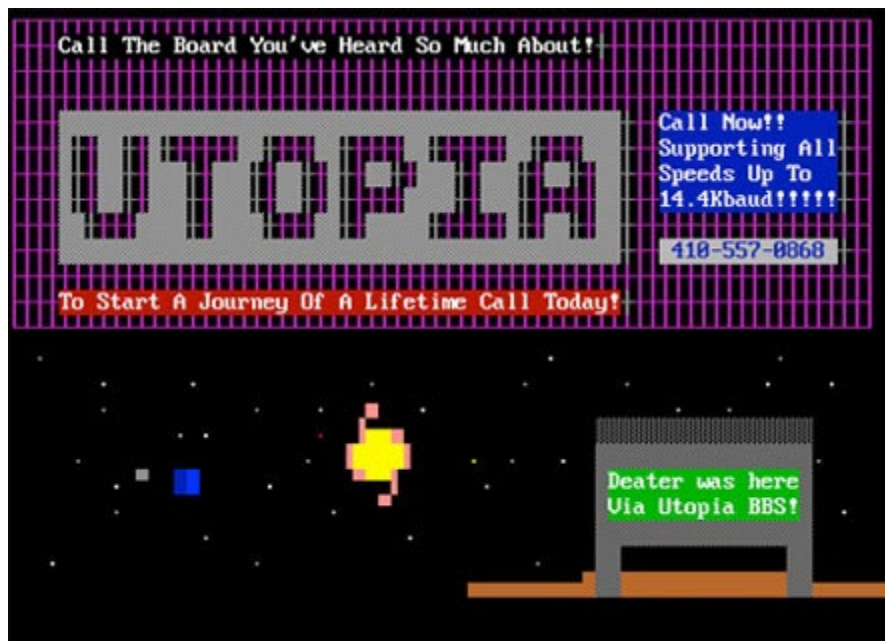 Call The Board You've Heard So Much About!
UTOPIA
Call Now!!
Supporting All
Speeds Up To
14.4Kbaud!!!!!
410-557-0868
To Start A Journey Of A Lifetime Call Today!
Deater was here
Via Utopia BBS!